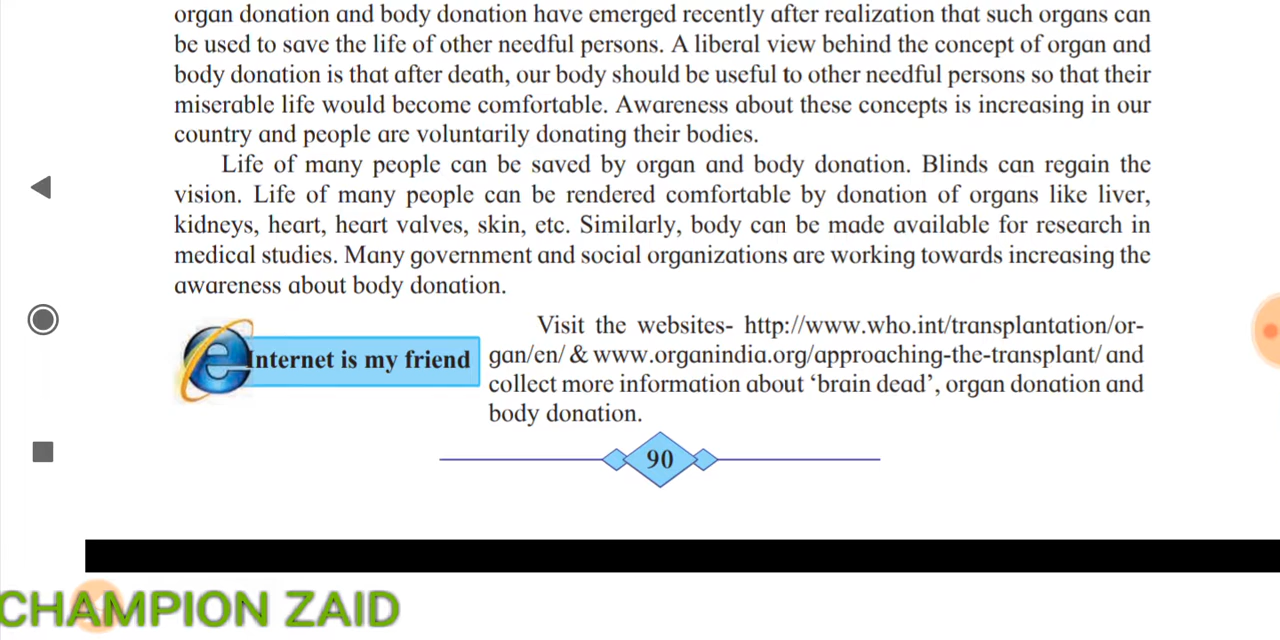 organ donation and body donation have emerged recently after realization that such organs can
be used to save the life of other needful persons. A liberal view behind the concept of organ and
body donation is that after death, our body should be useful to other needful persons so that their
miserable life would become comfortable. Awareness about these concepts is increasing in our
country and people are voluntarily donating their bodies.
Life of many people can be saved by organ and body donation. Blinds can regain the
vision. Life of many people can be rendered comfortable by donation of organs like liver,
kidneys, heart, heart valves, skin, etc. Similarly, body can be made available for research in
medical studies. Many government and social organizations are working towards increasing the
awareness about body donation.
Internet is my friend
Visit the websites- http://www.who.int/transplantation/or-
gan/en/ & www.organindia.org/approaching-the-transplant/ and
collect more information about ‘brain dead’, organ donation and
body donation.
90
CHAMPION ZAID